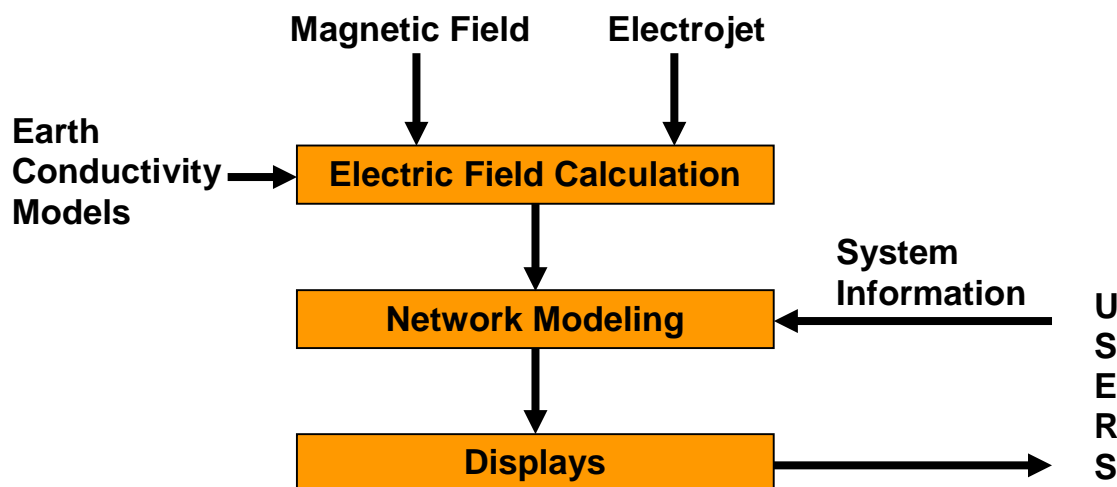 Magnetic Field
Electrojet
Earth
Conductivity
Models
Electric Field Calculation
System
Information
Network Modeling
U
S
E
R
S
Displays